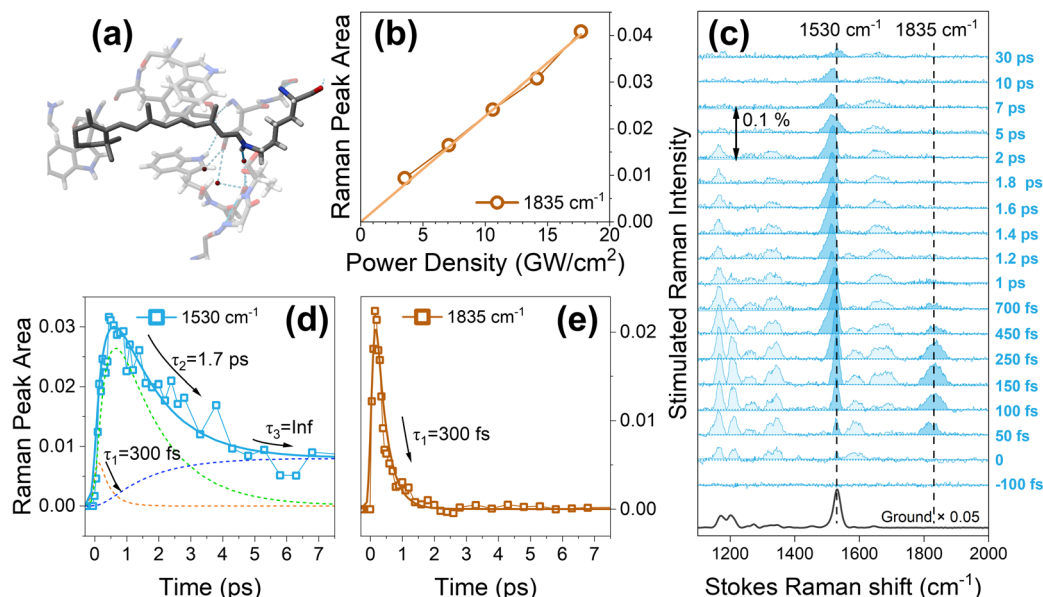 (a)
(b)
Raman Peak Area
0.04
0.03
0.02
0.01
0.00
1835 cm⁻¹
0 5 10 15 20
Power Density (GW/cm²)
(c)
1530 cm⁻¹ 1835 cm⁻¹
Stimulated Raman Intensity
0.1 %
30 ps
10 ps
7 ps
5 ps
2 ps
1.8 ps
1.6 ps
1.4 ps
1.2 ps
1 ps
700 fs
450 fs
250 fs
150 fs
100 fs
50 fs
0
-100 fs
Ground × 0.05
1200 1400 1600 1800 2000
Stokes Raman shift (cm⁻¹)
(d)
1530 cm⁻¹
Raman Peak Area
0.03
0.02
0.01
0.00
τ₂=1.7 ps
τ₃=Inf
τ₁=300 fs
0 1 2 3 4 5 6 7
Time (ps)
(e)
1835 cm⁻¹
0.02
0.01
0.00
τ₁=300 fs
0 1 2 3 4 5 6 7
Time (ps)